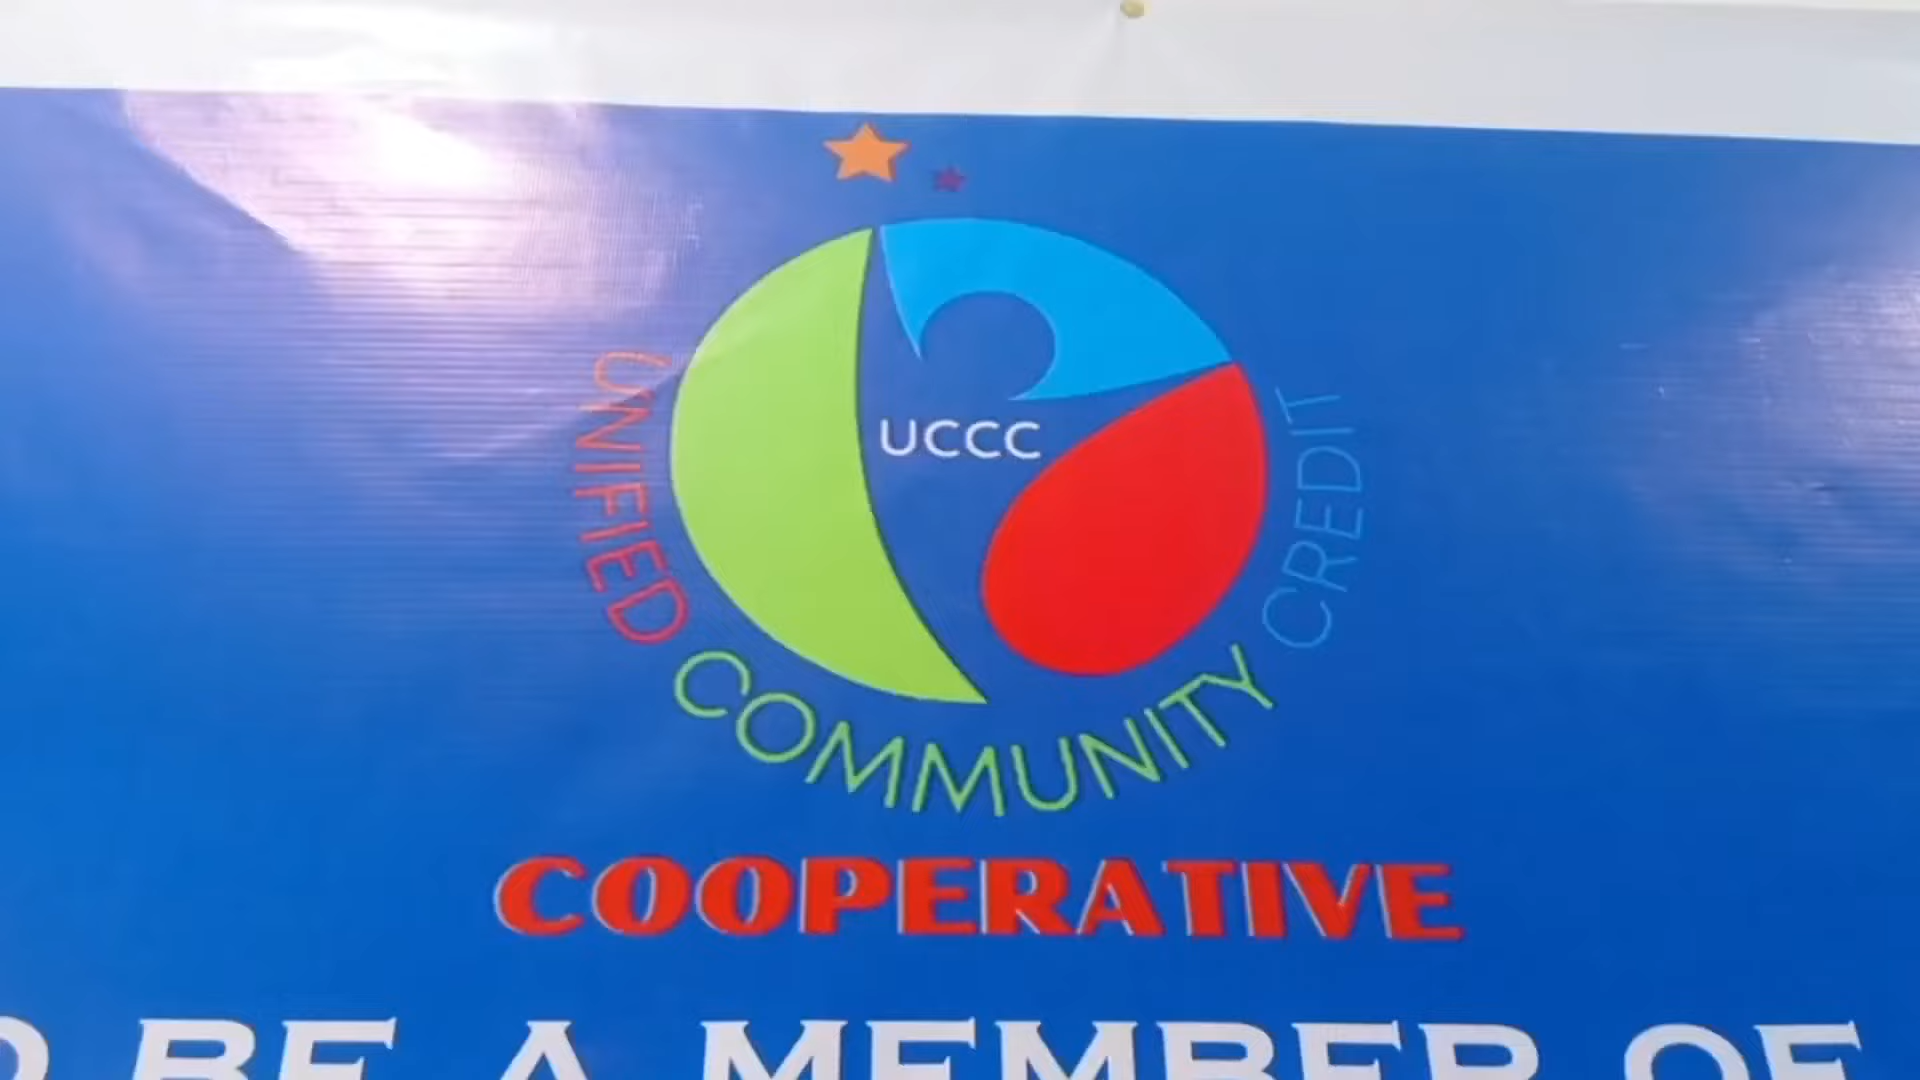 UCCC
UNIFIED COMMUNITY CREDIT
COOPERATIVE
BE A MEMBER OF